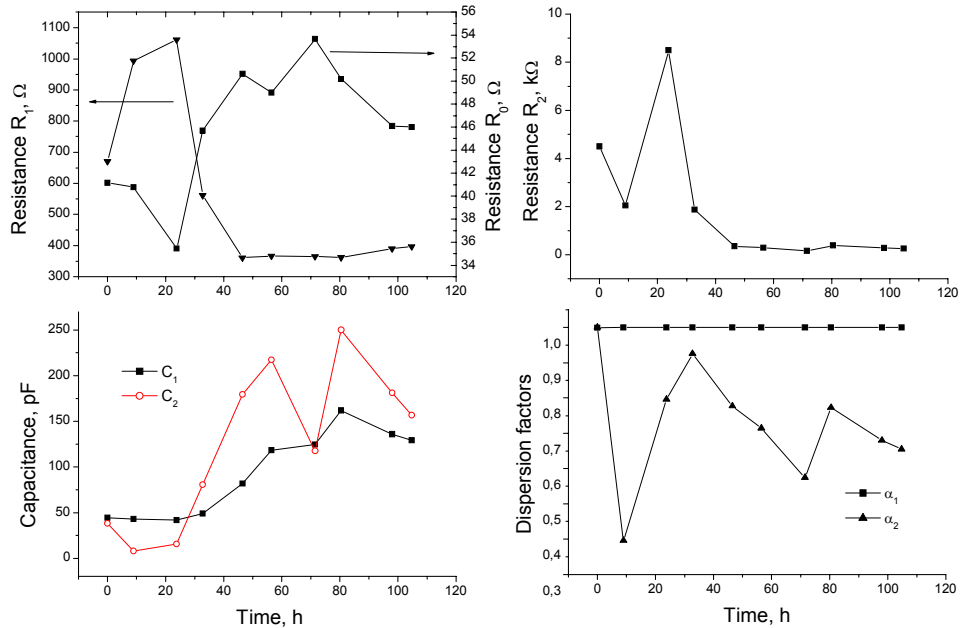 1100
1000
900
800
700
600
500
400
300
Resistance R1, Ω
0 20 40 60 80 100 120
56
54
52
50
48
46
44
42
40
38
36
34
Resistance R0, Ω
10
8
6
4
2
0
Resistance R2, kΩ
0 20 40 60 80 100 120
250
200
150
100
50
0
Capacitance, pF
C1
C2
0 20 40 60 80 100 120
Time, h
1,0
0,9
0,8
0,7
0,6
0,5
0,4
0,3
Dispersion factors
α1
α2
0 20 40 60 80 100 120
Time, h